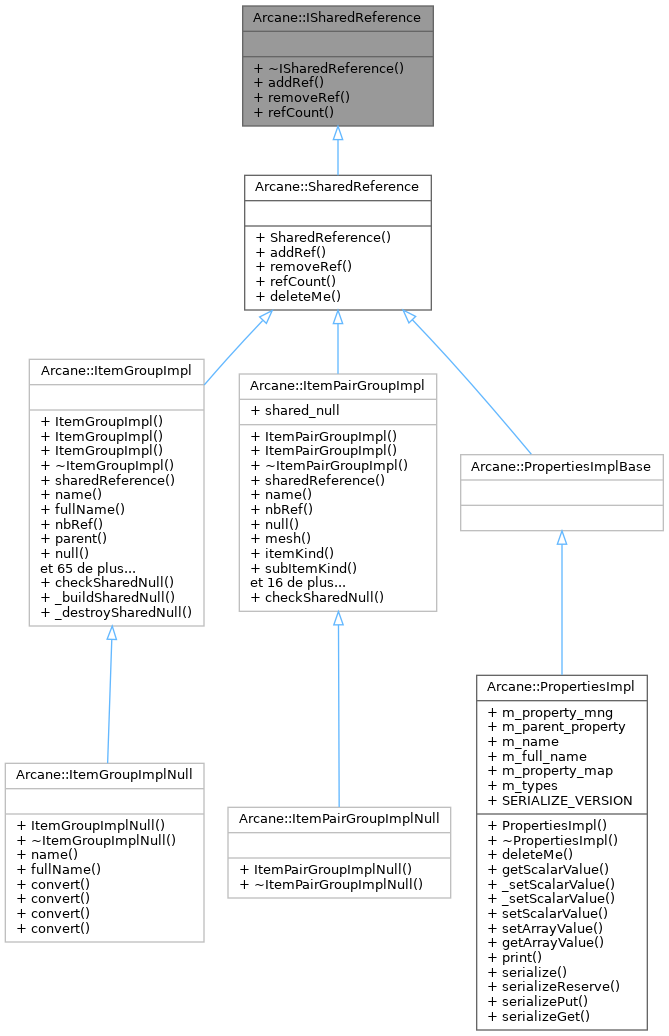 Arcane::ISharedReference
+ ~ISharedReference()
+ addRef()
+ removeRef()
+ refCount()
Arcane::SharedReference
+ SharedReference()
+ addRef()
+ removeRef()
+ refCount()
+ deleteMe()
Arcane::ItemGroupImpl
+ ItemGroupImpl()
+ ItemGroupImpl()
+ ItemGroupImpl()
+ ~ItemGroupImpl()
+ sharedReference()
+ name()
+ fullName()
+ nbRef()
+ parent()
+ null()
et 65 de plus...
+ checkSharedNull()
+ _buildSharedNull()
+ _destroySharedNull()
Arcane::ItemPairGroupImpl
+ shared_null
+ ItemPairGroupImpl()
+ ItemPairGroupImpl()
+ ~ItemPairGroupImpl()
+ sharedReference()
+ name()
+ nbRef()
+ null()
+ mesh()
+ itemKind()
+ subItemKind()
et 16 de plus...
+ checkSharedNull()
Arcane::PropertiesImplBase
Arcane::ItemGroupImplNull
+ ItemGroupImplNull()
+ ~ItemGroupImplNull()
+ name()
+ fullName()
+ convert()
+ convert()
+ convert()
+ convert()
Arcane::ItemPairGroupImplNull
+ ItemPairGroupImplNull()
+ ~ItemPairGroupImplNull()
Arcane::PropertiesImpl
+ m_property_mng
+ m_parent_property
+ m_name
+ m_full_name
+ m_property_map
+ m_types
+ SERIALIZE_VERSION
+ PropertiesImpl()
+ ~PropertiesImpl()
+ deleteMe()
+ getScalarValue()
+ _setScalarValue()
+ _setScalarValue()
+ setScalarValue()
+ setArrayValue()
+ getArrayValue()
+ print()
+ serialize()
+ serializeReserve()
+ serializePut()
+ serializeGet()